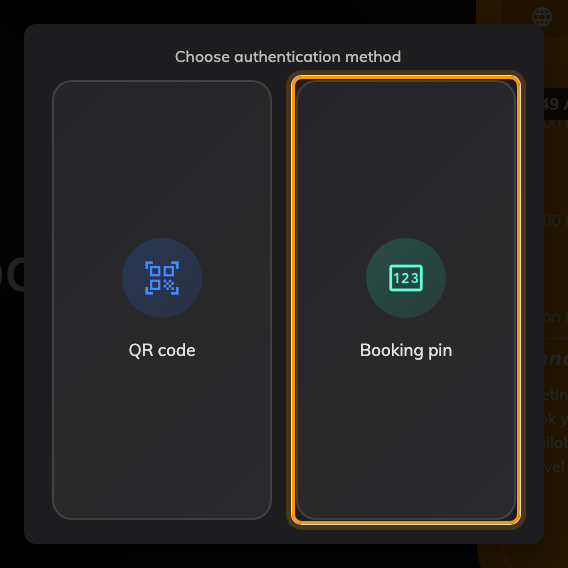 Choose authentication method
QR code
123
Booking pin